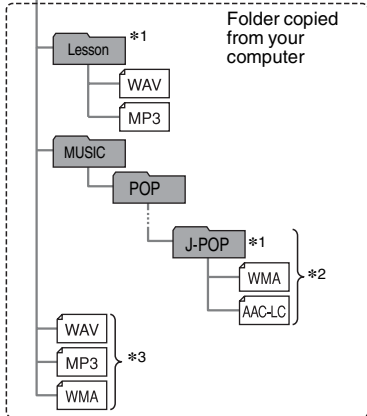 Folder copied
from your
computer
Lesson *1
WAV
MP3
MUSIC
POP
J-POP *1
WMA
*2
AAC-LC
WAV
MP3 *3
WMA